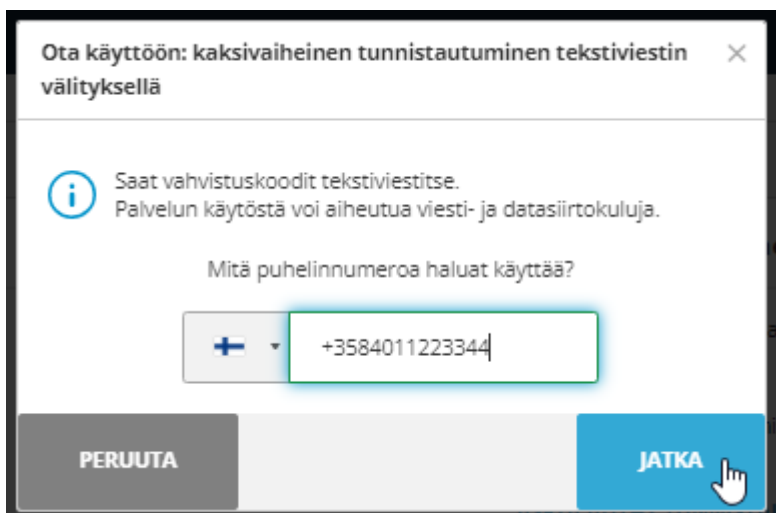 Ota käyttöön: kaksivaiheinen tunnistautuminen tekstiviestin
välityksellä
Saat vahvistuskoodit tekstiviestitse.
Palvelun käytöstä voi aiheutua viesti- ja datasiirtokuluja.
Mitä puhelinnumeroa haluat käyttää?
+3584011223344
PERUUTA
JATKA